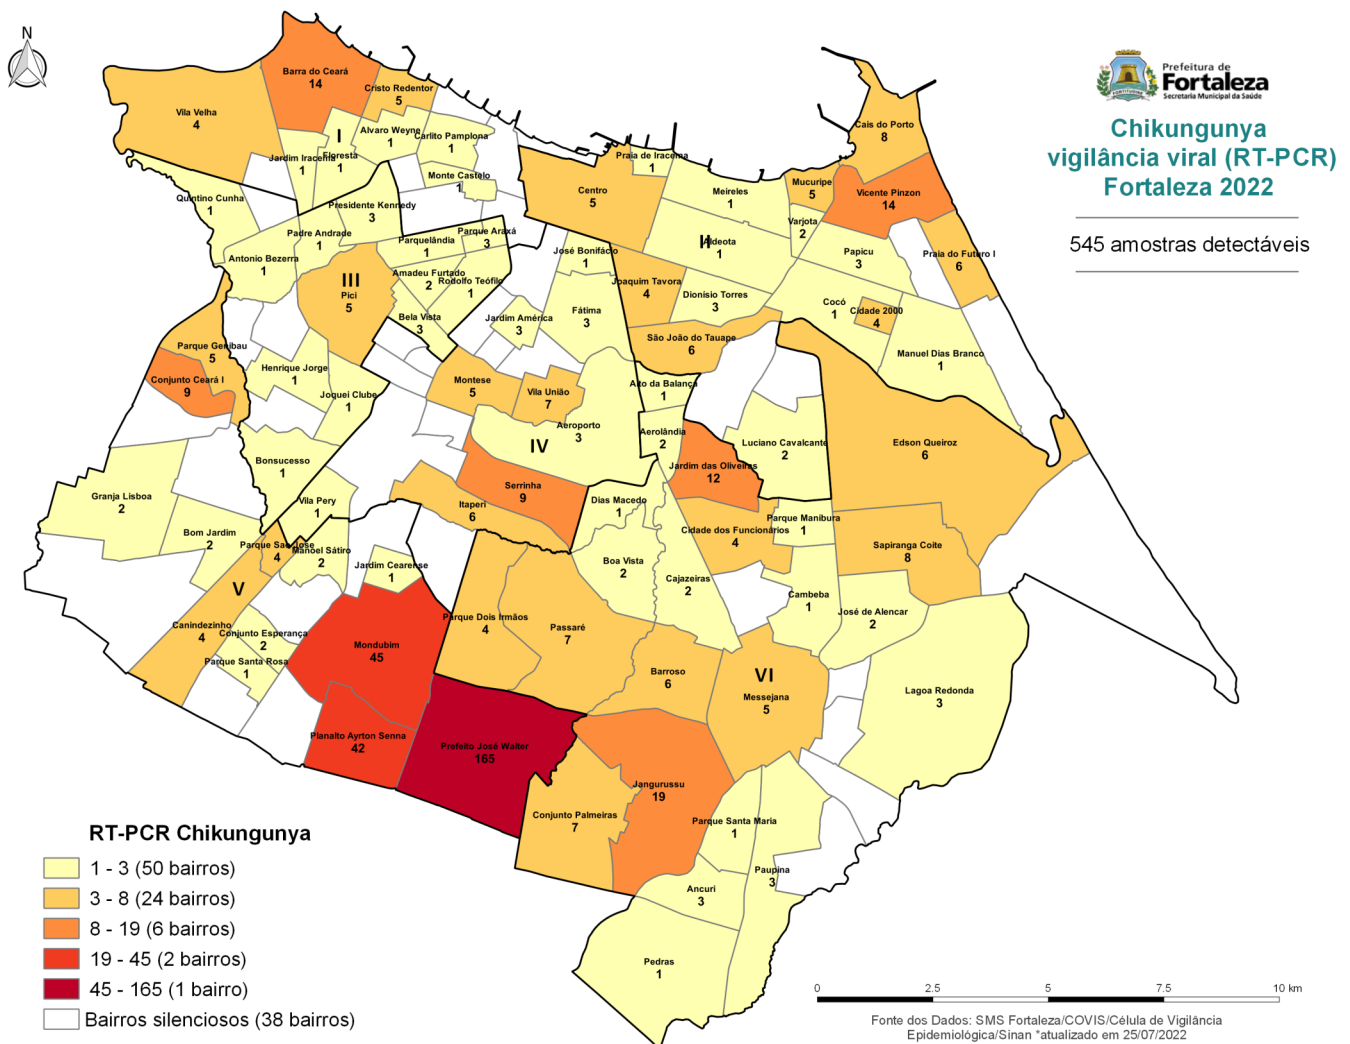 N
Prefeitura de
Fortaleza
Secretaria Municipal da Saúde
Chikungunya
vigilância viral (RT-PCR)
Fortaleza 2022
545 amostras detectáveis
Barra do Ceará
14
Cristo Redentor
5
Vila Velha
4
I
Alvaro Weyne
1
Carlito Pamplona
1
Jardim Iracema
1
Floresta
1
Monte Castelo
1
Quintino Cunha
1
Presidente Kennedy
3
Padre Andrade
1
Antonio Bezerra
1
Parquelândia
1
Parque Araxá
3
III
Pici
5
Amadeu Furtado
2
Rodolfo Teófilo
1
Bela Vista
3
Centro
5
Praia de Iracema
1
Meireles
1
Mucuripe
5
Cais do Porto
8
Vicente Pinzon
14
Varjota
2
II
Aldeota
1
Papicu
3
Praia do Futuro I
6
José Bonifácio
1
Joaquim Tavora
4
Dionísio Torres
3
Cocó
1
Cidade 2000
4
Manuel Dias Branco
1
Jardim América
3
Fátima
3
São João do Tauape
6
Parque Genibau
5
Conjunto Ceará I
9
Henrique Jorge
1
Joquei Clube
1
Montese
5
Vila União
7
Alto da Balança
1
Aeroporto
3
IV
Aerolândia
2
Luciano Cavalcante
2
Edson Queiroz
6
Jardim das Oliveiras
12
Bonsucesso
1
Serrinha
9
Granja Lisboa
2
Vila Pery
1
Itaperi
6
Dias Macedo
1
Parque Manibura
1
Cidade dos Funcionários
4
Bom Jardim
2
Parque Sao Jose
4
Manoel Sátiro
2
Sapiranga Coite
8
Jardim Cearense
1
Boa Vista
2
Cajazeiras
2
V
Cambeba
1
José de Alencar
2
Canindezinho
4
Conjunto Esperança
2
Parque Santa Rosa
1
Mondubim
45
Parque Dois Irmãos
4
Passaré
7
Barroso
6
VI
Messejana
5
Lagoa Redonda
3
Planalto Ayrton Senna
42
Prefeito José Walter
165
Jangurussu
19
Conjunto Palmeiras
7
Parque Santa Maria
1
Paupina
3
Ancuri
3
Pedras
1
RT-PCR Chikungunya
1 - 3 (50 bairros)
3 - 8 (24 bairros)
8 - 19 (6 bairros)
19 - 45 (2 bairros)
45 - 165 (1 bairro)
Bairros silenciosos (38 bairros)
0 2.5 5 7.5 10 km
Fonte dos Dados: SMS Fortaleza/COVIS/Célula de Vigilância
Epidemiológica/Sinan *atualizado em 25/07/2022